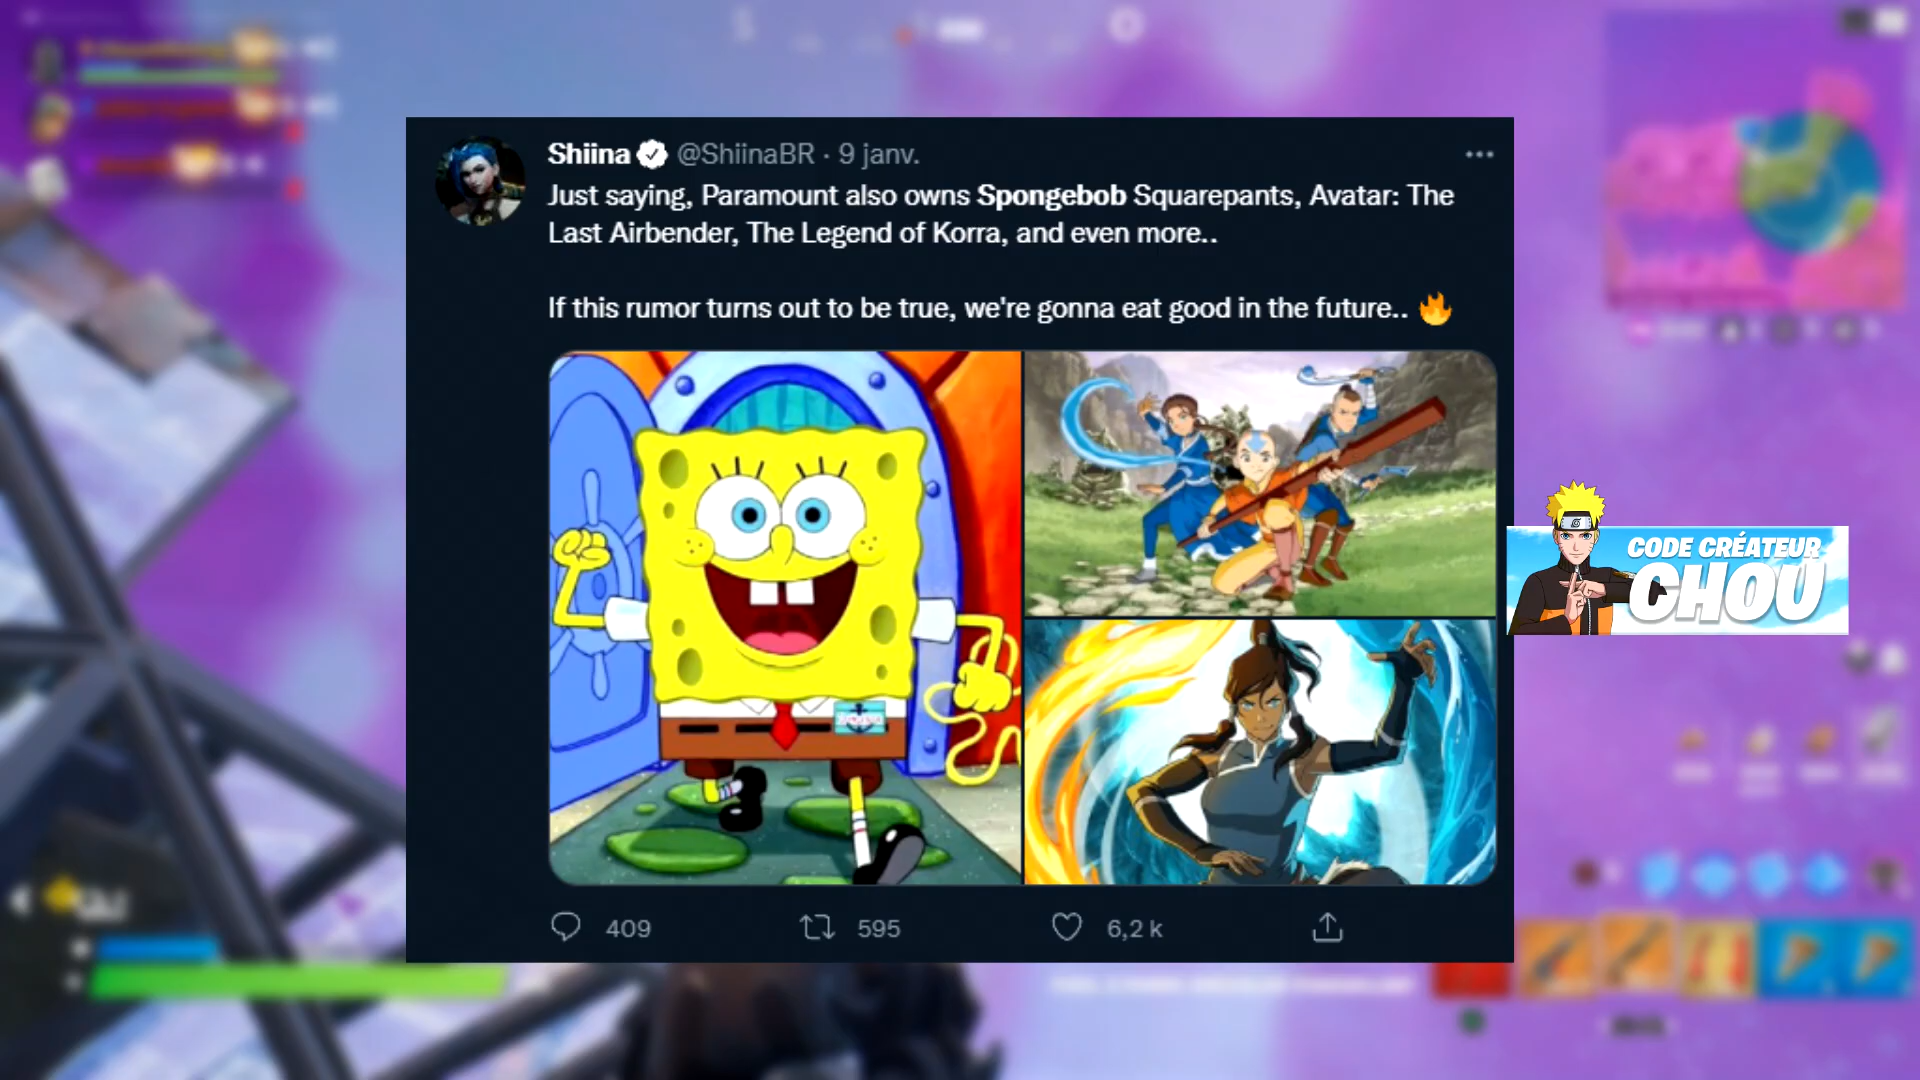 Shiina @ShiinaBR · 9 janv.
Just saying, Paramount also owns Spongebob Squarepants, Avatar: The
Last Airbender, The Legend of Korra, and even more..
If this rumor turns out to be true, we're gonna eat good in the future.. 🔥
CODE CRÉATEUR
CHOU
409 595 6,2 k